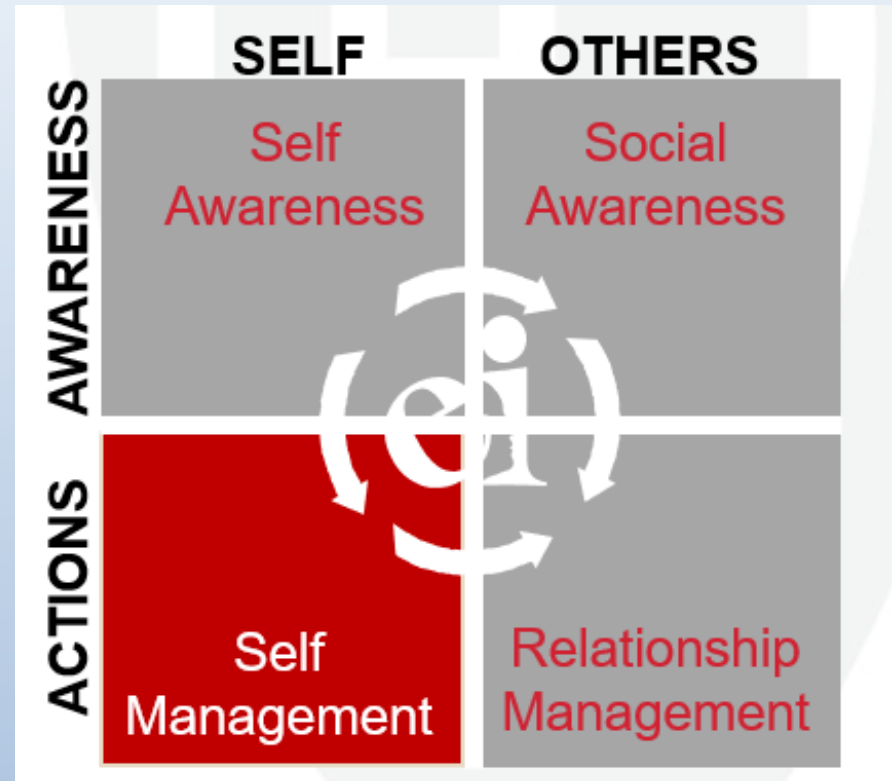 SELF OTHERS
AWARENESS
Self
Awareness
Social
Awareness
ei
ACTIONS
Self
Management
Relationship
Management